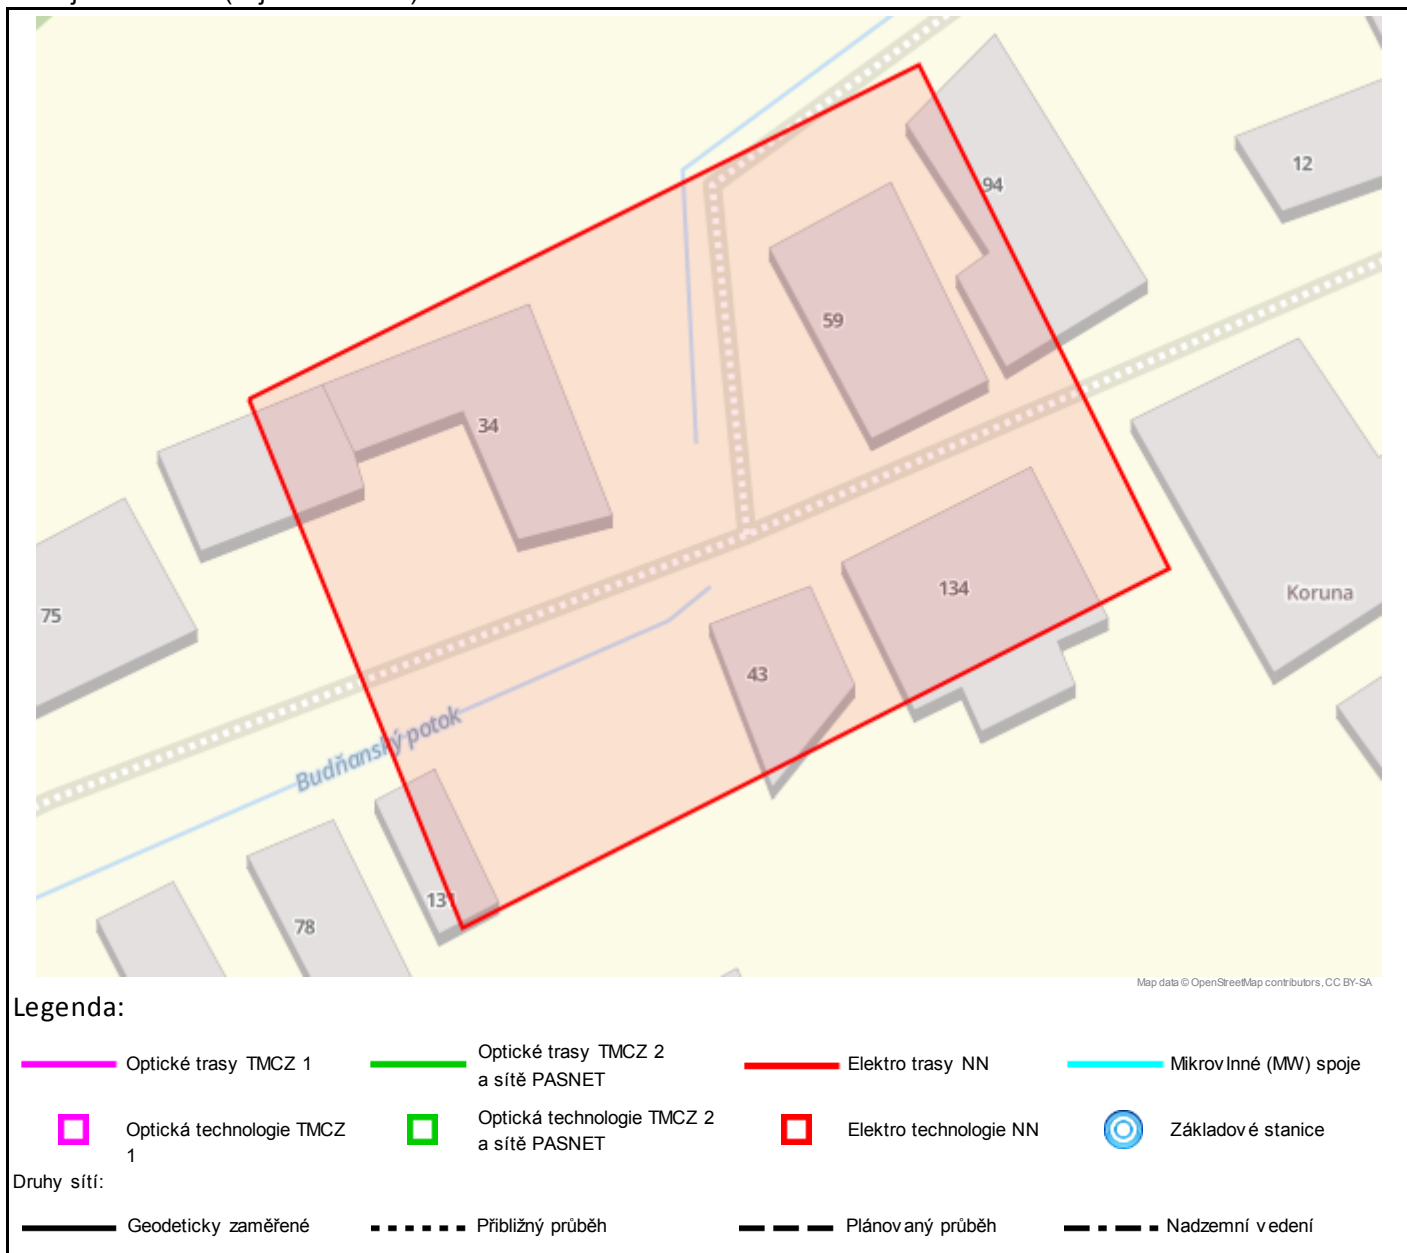 94
12
59
34
75
134
Koruna
43
Budňanský potok
131
78
Map data © OpenStreetMap contributors, CC BY-SA
Legenda:
Optické trasy TMCZ 1
Optické trasy TMCZ 2
a sítě PASNET
Elektro trasy NN
Mikrovlnné (MW) spoje
Optická technologie TMCZ
1
Optická technologie TMCZ 2
a sítě PASNET
Elektro technologie NN
Základové stanice
Druhy sítí:
Geodeticky zaměřené
Přibližný průběh
Plánovaný průběh
Nadzemní vedení